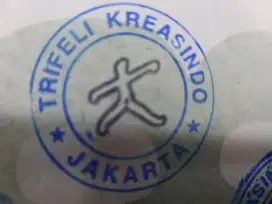 TRIFELI KREASINDO
★ JAKARTA ★